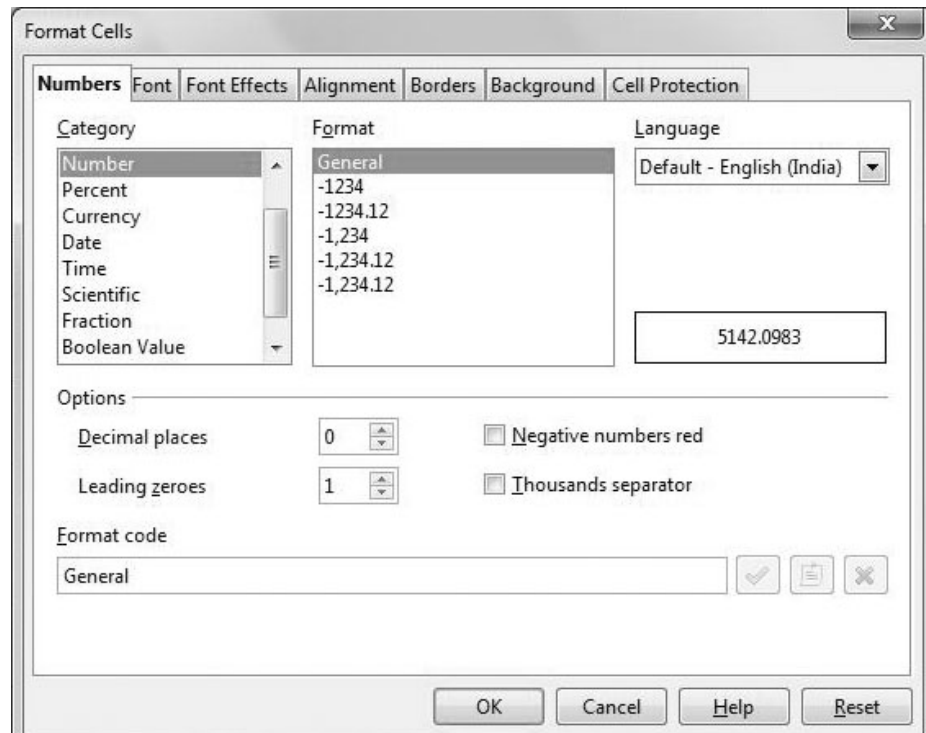 Format Cells
X
Numbers Font Font Effects Alignment Borders Background Cell Protection
Category
Number
Percent
Currency
Date
Time
Scientific
Fraction
Boolean Value
Format
General
-1234
-1234.12
-1,234
-1,234.12
-1,234.12
Language
Default - English (India)
5142.0983
Options
Decimal places 0
Negative numbers red
Leading zeroes 1
Thousands separator
Format code
General
OK Cancel Help Reset